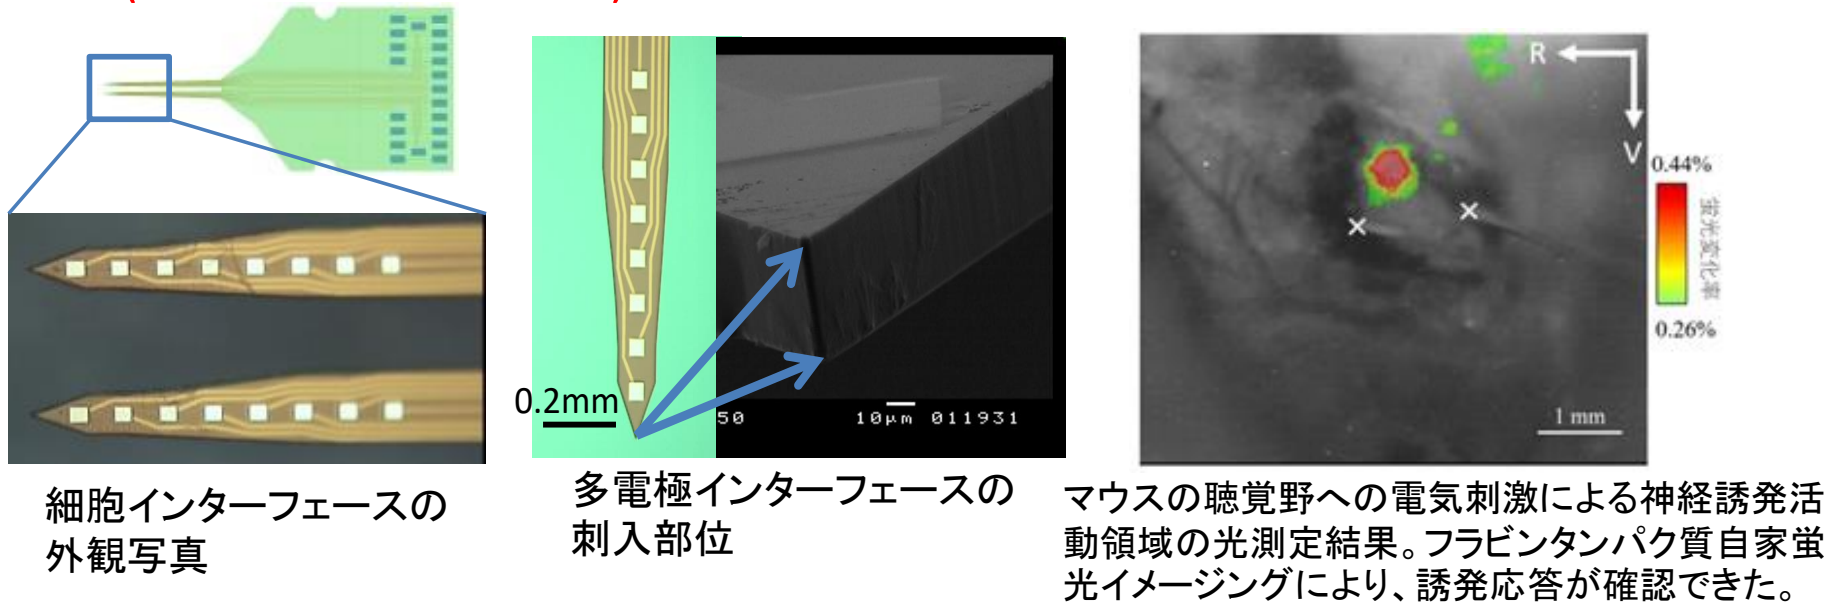 0.2mm
50
10μm 011931
R
V
0.44%
蛍光変化率
0.26%
1 mm
細胞インターフェースの
外観写真
多電極インターフェースの
刺入部位
マウスの聴覚野への電気刺激による神経誘発活
動領域の光測定結果。フラビンタンパク質自家蛍
光イメージングにより、誘発応答が確認できた。